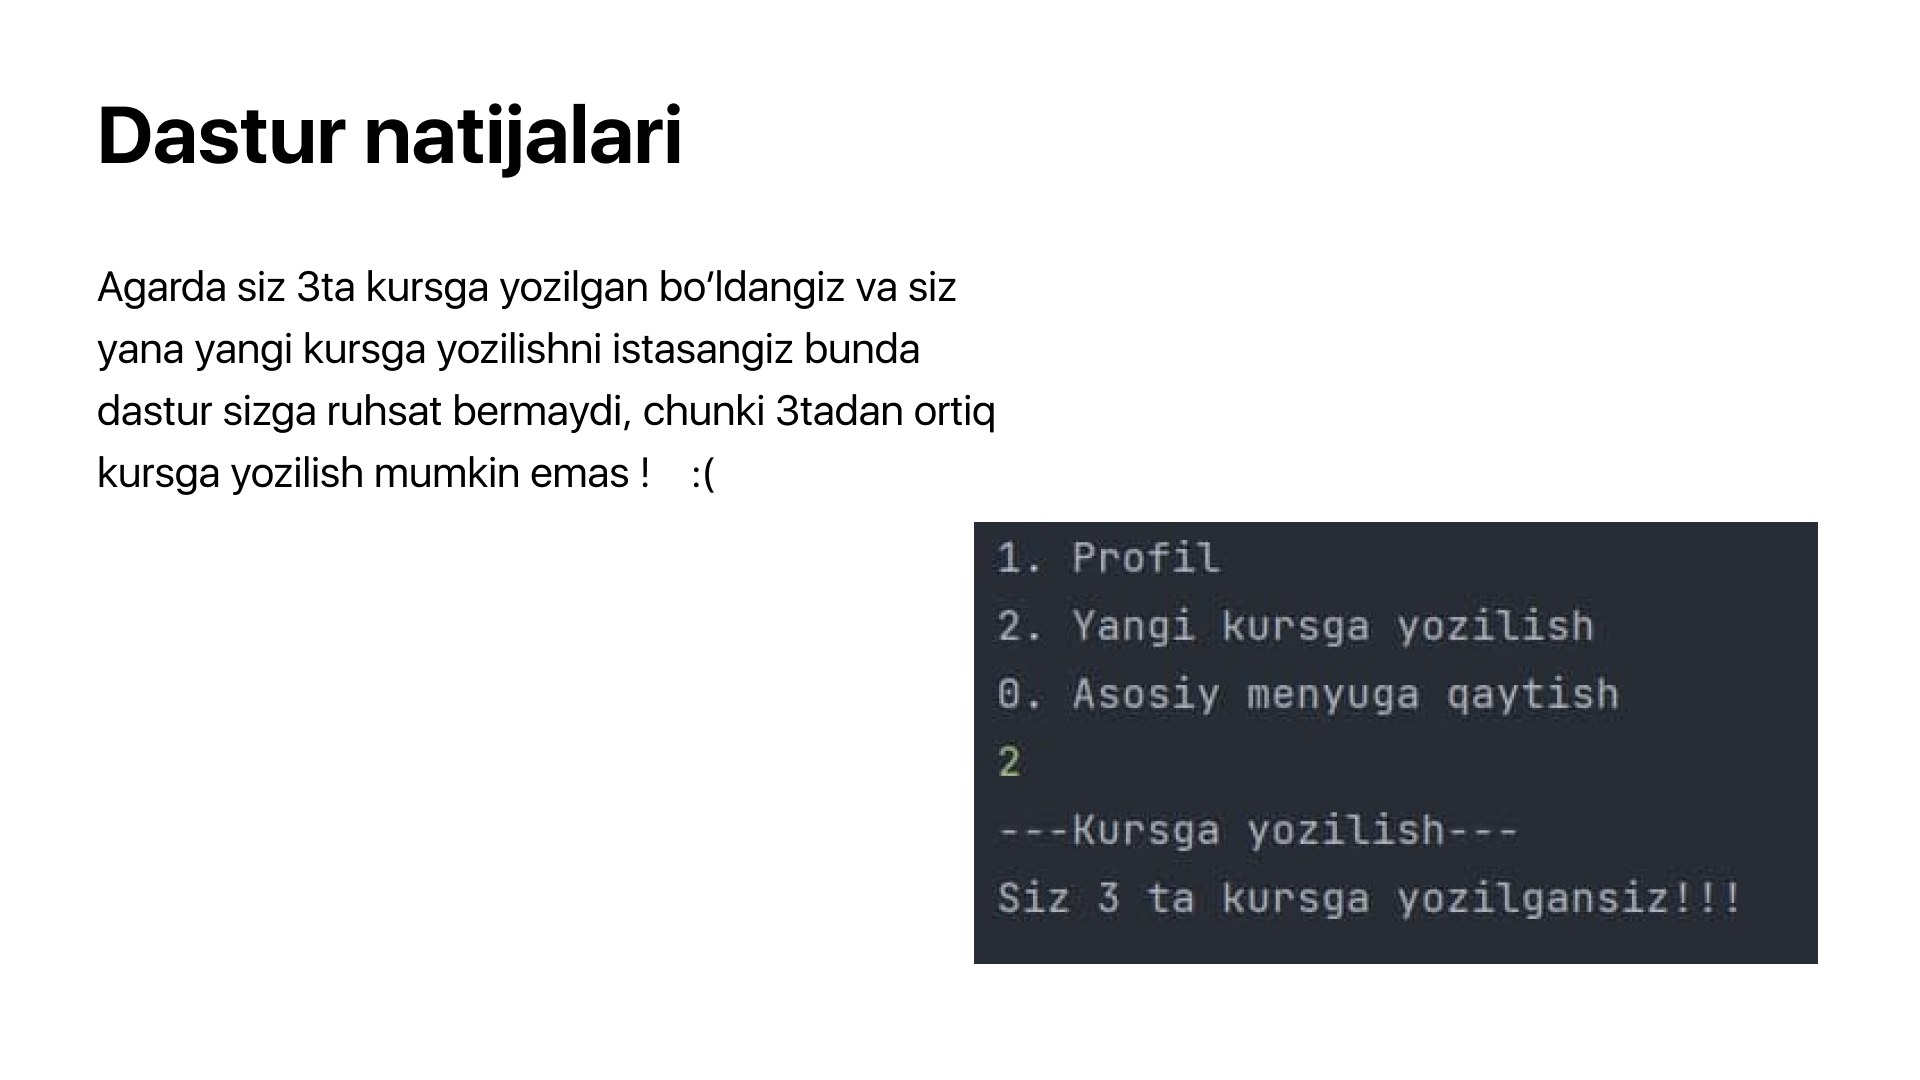 Dastur natijalari
Agarda siz 3ta kursga yozilgan bo‘ldangiz va siz
yana yangi kursga yozilishni istasangiz bunda
dastur sizga ruhsat bermaydi, chunki 3tadan ortiq
kursga yozilish mumkin emas !    :(
1. Profil
2. Yangi kursga yozilish
0. Asosiy menyuga qaytish
2
---Kursga yozilish---
Siz 3 ta kursga yozilgansiz!!!